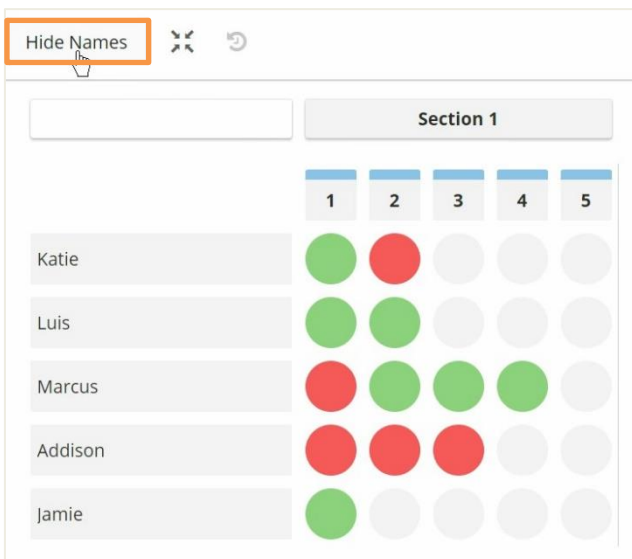 Hide Names
Section 1
1 2 3 4 5
Katie
Luis
Marcus
Addison
Jamie